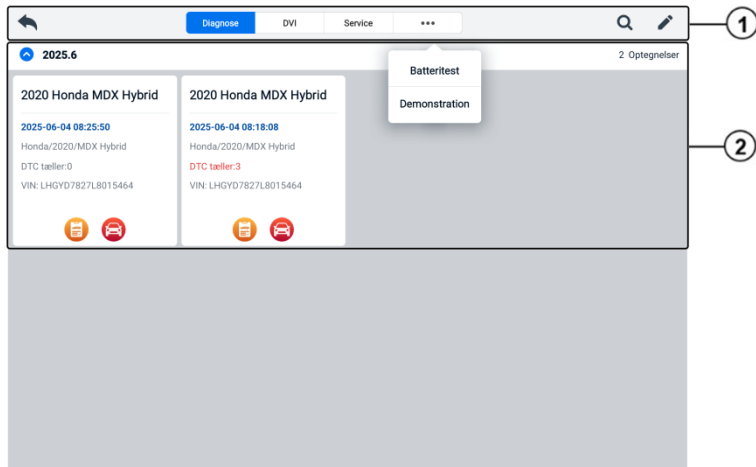 Diagnose DVI Service •••
1
2025.6 2 Optegnelser
Batteritest
Demonstration
2020 Honda MDX Hybrid
2025-06-04 08:25:50
Honda/2020/MDX Hybrid
DTC tæller:0
VIN: LHGYD7827L8015464
2020 Honda MDX Hybrid
2025-06-04 08:18:08
Honda/2020/MDX Hybrid
DTC tæller:3
VIN: LHGYD7827L8015464
2